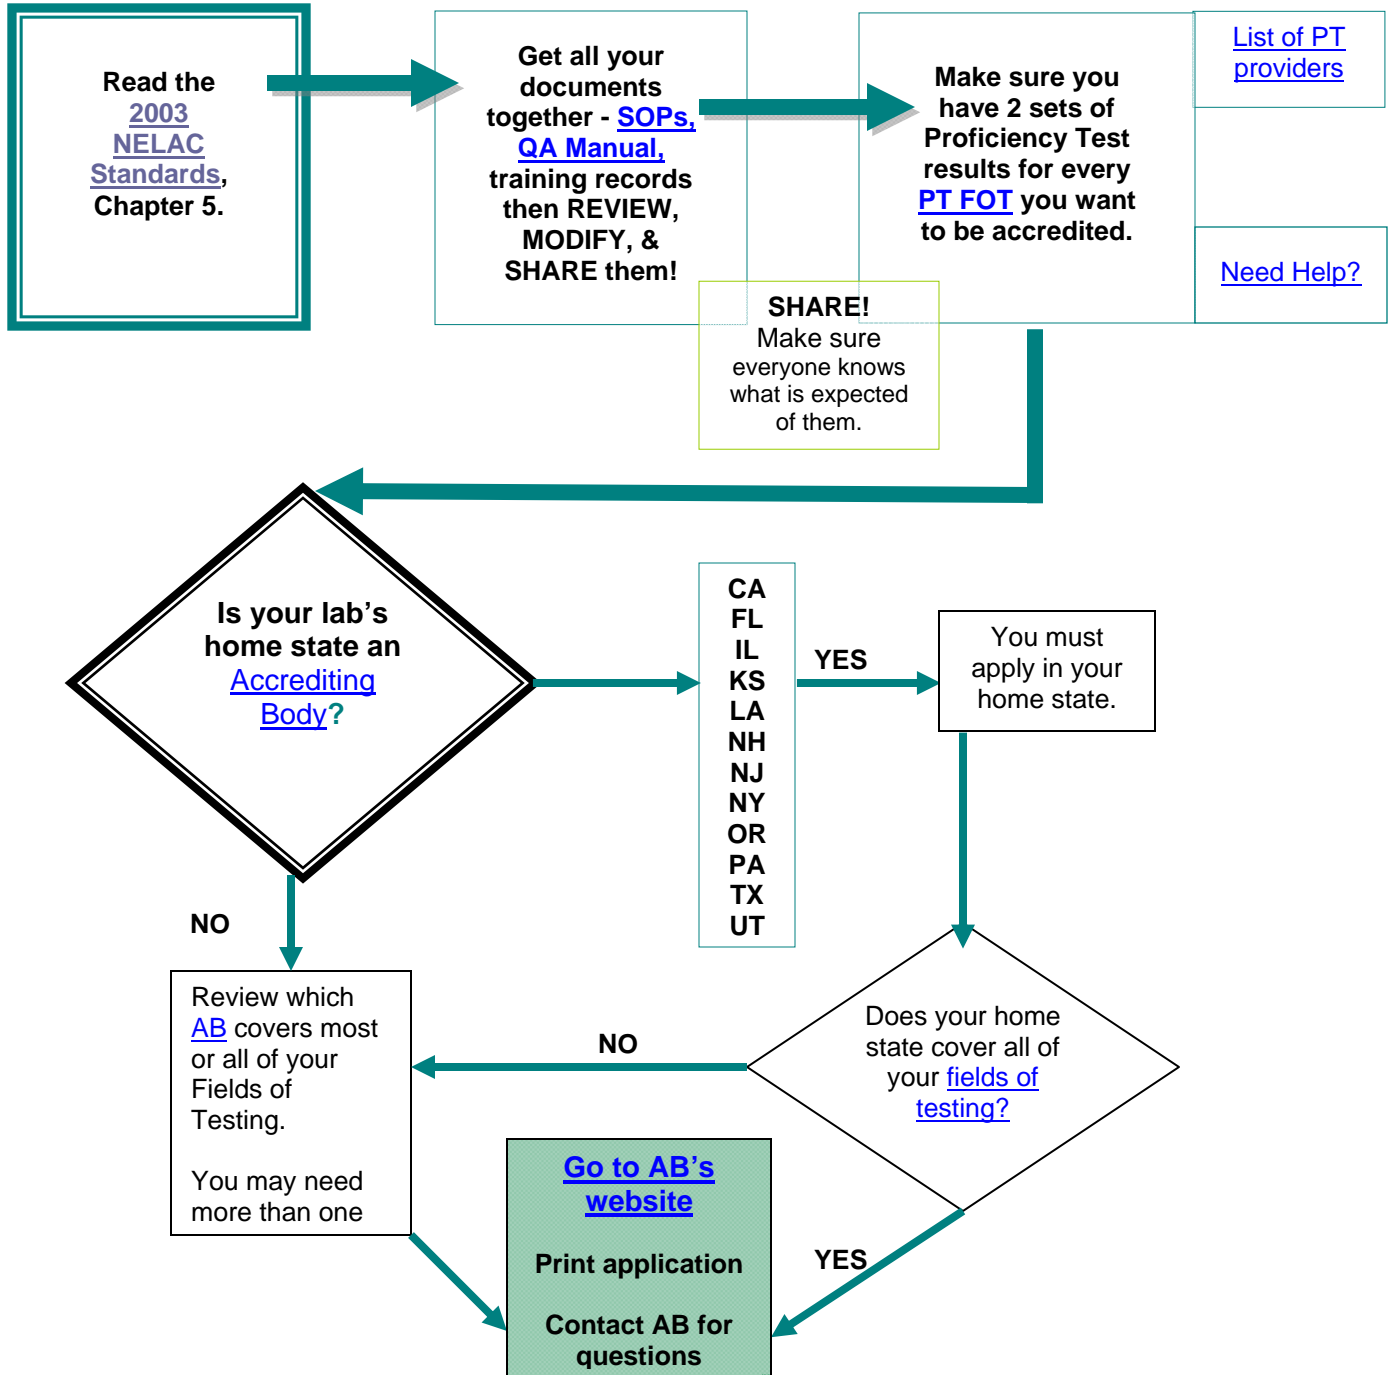 Read the
2003
NELAC
Standards,
Chapter 5.
Get all your
documents
together - SOPs,
QA Manual,
training records
then REVIEW,
MODIFY, &
SHARE them!
Make sure you
have 2 sets of
Proficiency Test
results for every
PT FOT you want
to be accredited.
List of PT
providers
Need Help?
SHARE!
Make sure
everyone knows
what is expected
of them.
Is your lab’s
home state an
Accrediting
Body?
CA
FL
IL
KS
LA
NH
NJ
NY
OR
PA
TX
UT
YES
You must
apply in your
home state.
NO
Review which
AB covers most
or all of your
Fields of
Testing.
You may need
more than one
NO
Does your home
state cover all of
your fields of
testing?
YES
Go to AB’s
website
Print application
Contact AB for
questions